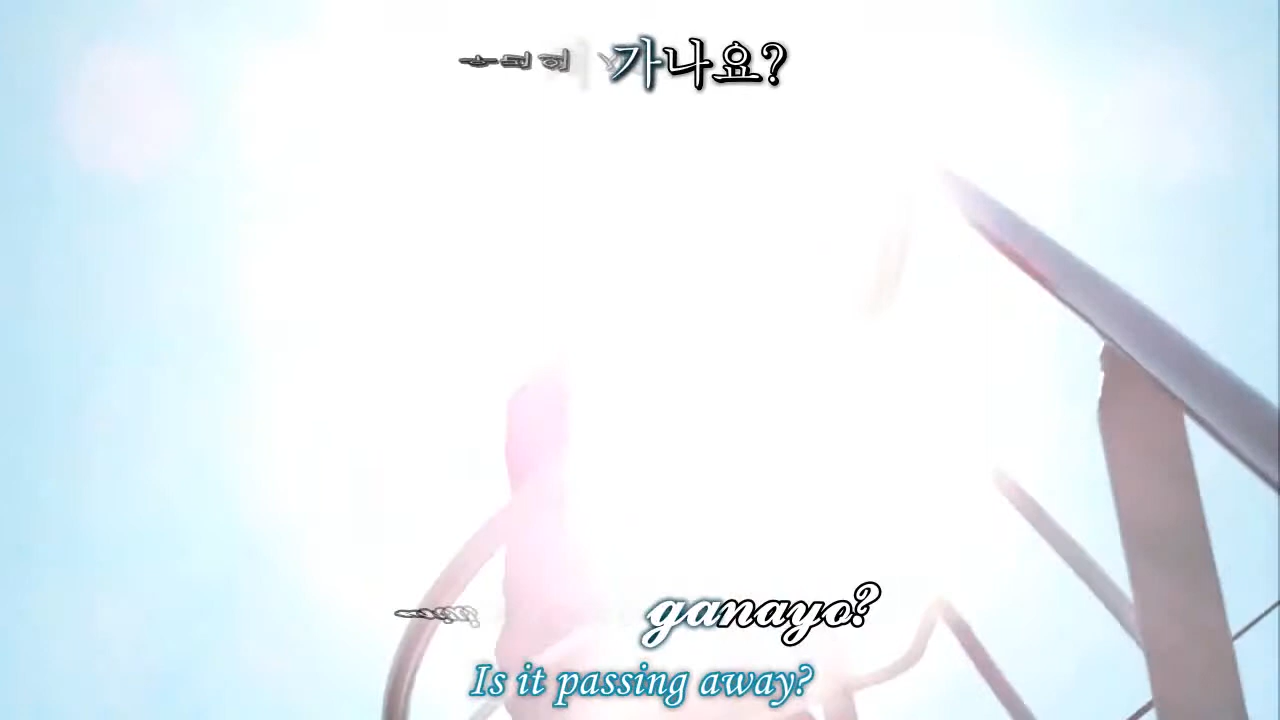 가나요?
ganayo?
Is it passing away?